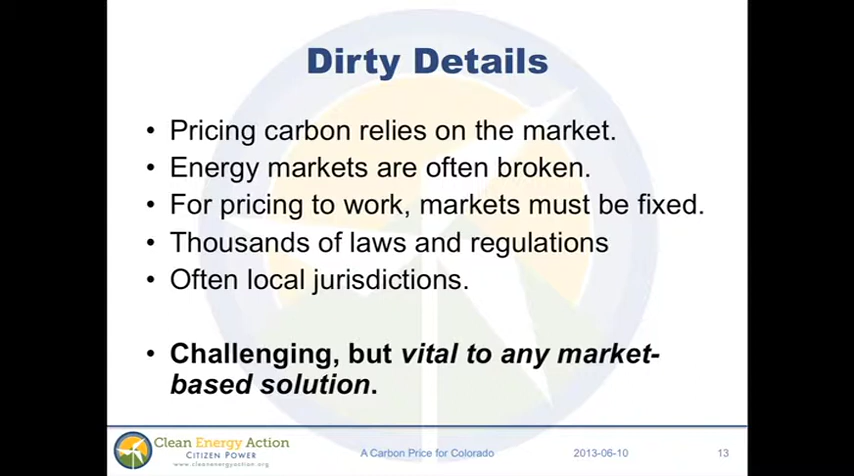 Dirty Details
• Pricing carbon relies on the market.
• Energy markets are often broken.
• For pricing to work, markets must be fixed.
• Thousands of laws and regulations
• Often local jurisdictions.
• Challenging, but vital to any market-
based solution.
Clean Energy Action
CITIZEN POWER
www.cleanenergyaction.org
A Carbon Price for Colorado
2013-06-10
13